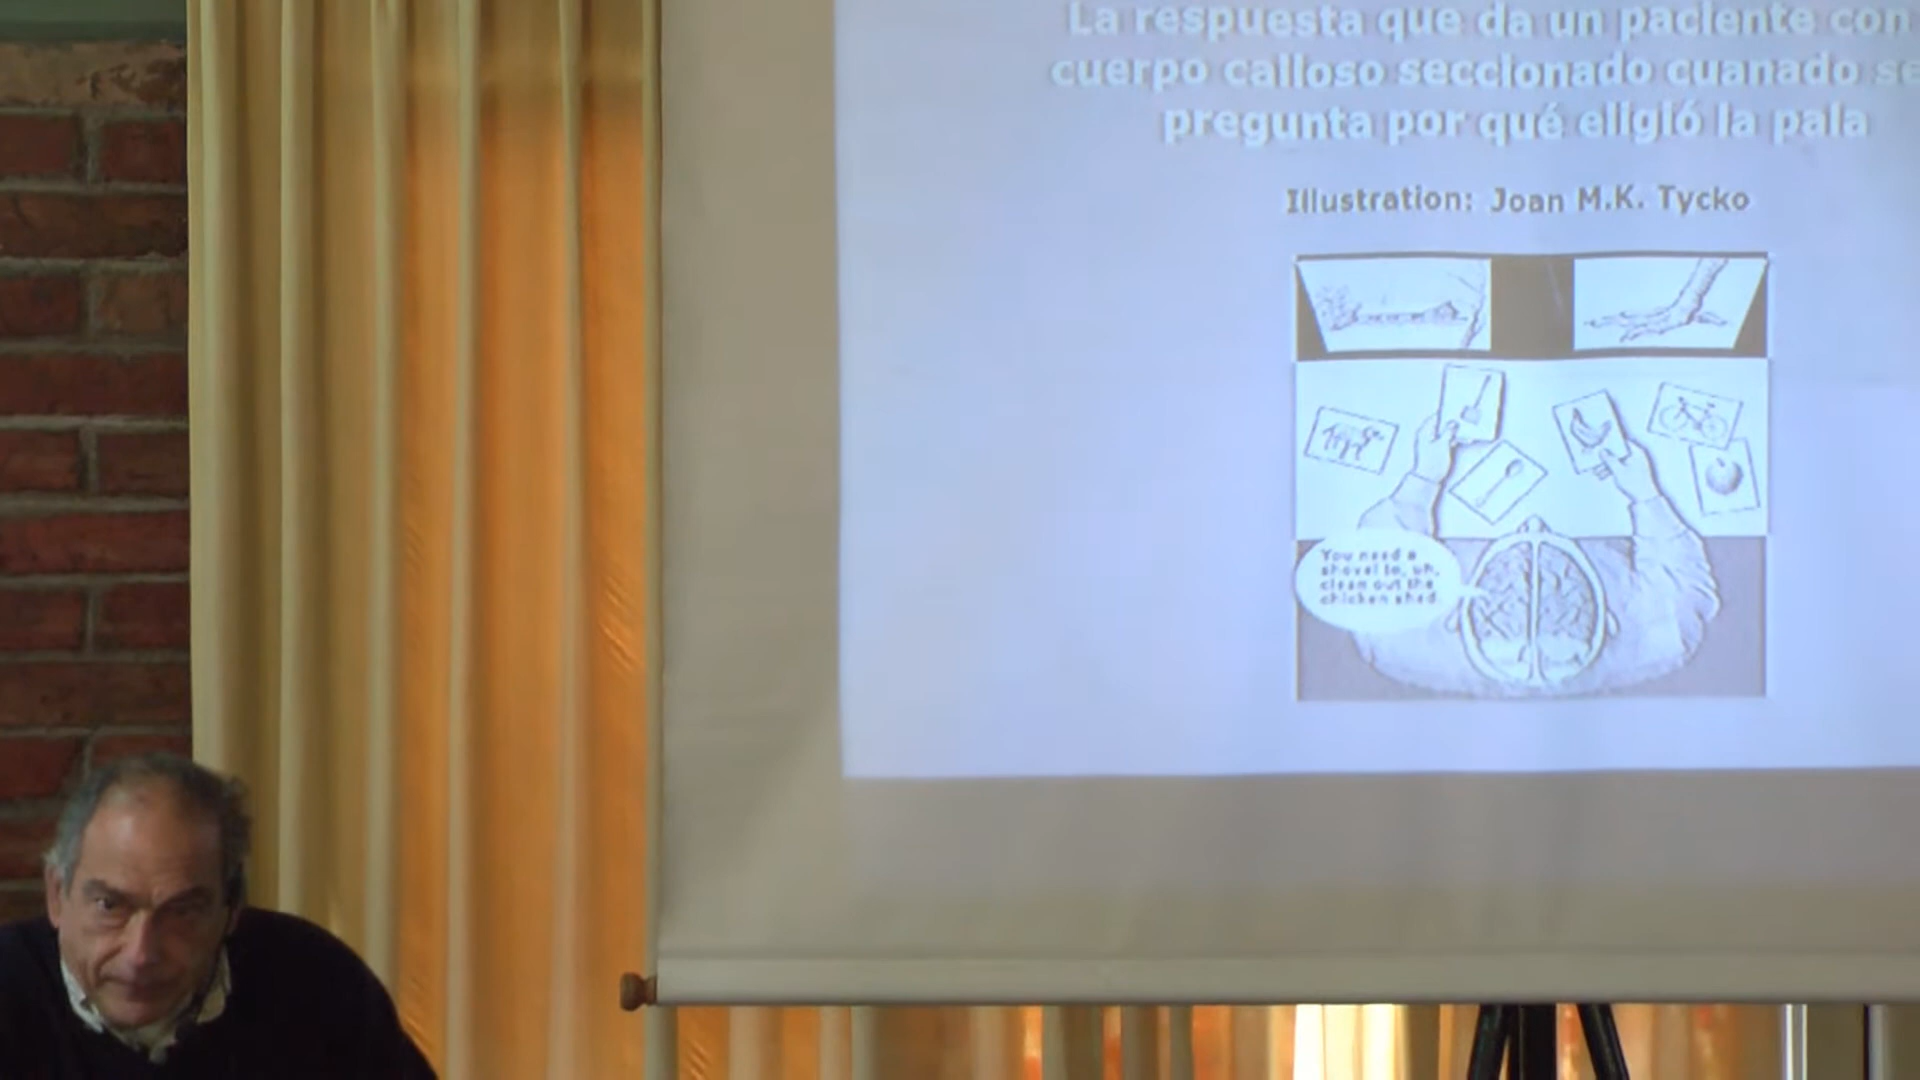 La respuesta que da un paciente con
cuerpo calloso seccionado cuanado se
pregunta por qué eligió la pala
Illustration: Joan M.K. Tycko
You need a
shovel to, uh,
clean out the
chicken shed.